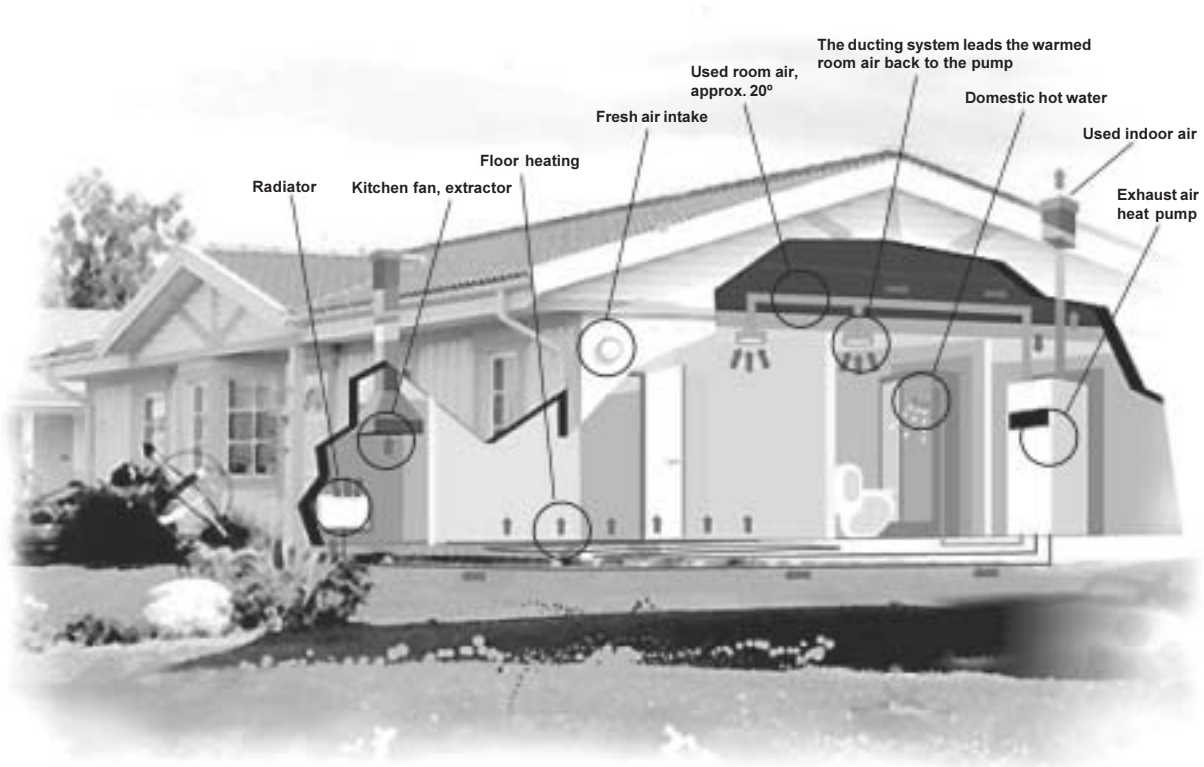 The ducting system leads the warmed
room air back to the pump
Used room air,
approx. 20º
Domestic hot water
Fresh air intake
Used indoor air
Floor heating
Radiator
Kitchen fan, extractor
Exhaust air
heat pump